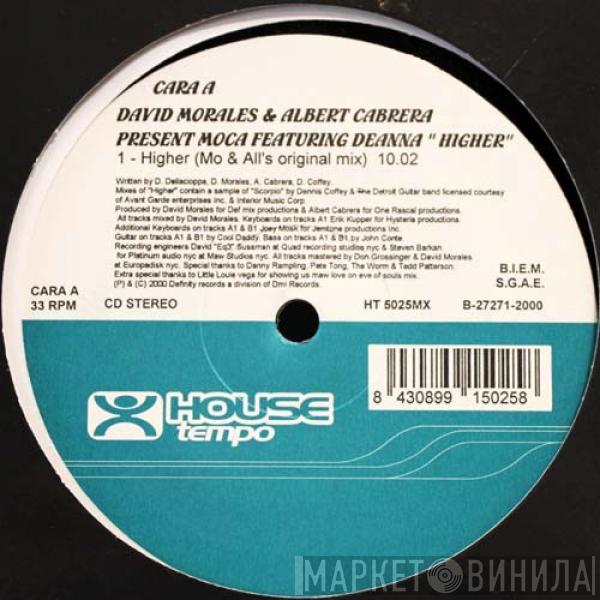 CARA A
DAVID MORALES & ALBERT CABRERA
PRESENT MOCA FEATURING DEANNA " HIGHER"
1 - Higher (Mo & All's original mix) 10.02
Written by D. Dellacioppa, D. Morales, A. Cabrera, D. Coffey.
Mixes of "Higher" contain a sample of "Scorpio" by Dennis Coffey & The Detroit Guitar band licensed courtesy
of Avant Garde enterprises inc. & Interior Music Corp.
Produced by David Morales for Def mix productions & Albert Cabrera for One Rascal productions.
All tracks mixed by David Morales. Keyboards on tracks A1 Erik Kupper for Hysteria productions.
Additional Keyboards on tracks A1 & B1 Joey Mosk for Jemtone productions inc.
Guitar on tracks A1 & B1 by Cool Daddy. Bass on tracks A1 & B1 by John Conte.
Recording engineers David "Eq3" Sussman at Quad recording studios nyc & Steven Barkan
for Platinum audio nyc at Maw Studios nyc. All tracks mastered by Don Grossinger & David Morales
at Europadisk nyc. Special thanks to Danny Rampling, Pete Tong, The Worm & Tedd Patterson.
Extra special thanks to Little Louie vega for showing us maw love on eve of souls mix.
(P) & (C) 2000 Definity records a division of Dmi Records.
B.I.E.M.
S.G.A.E.
CARA A
33 RPM
CD STEREO
HT 5025MX
B-27271-2000
8 430899 150258
HOUSE
tempo
МАРКЕТ ВИНИЛА